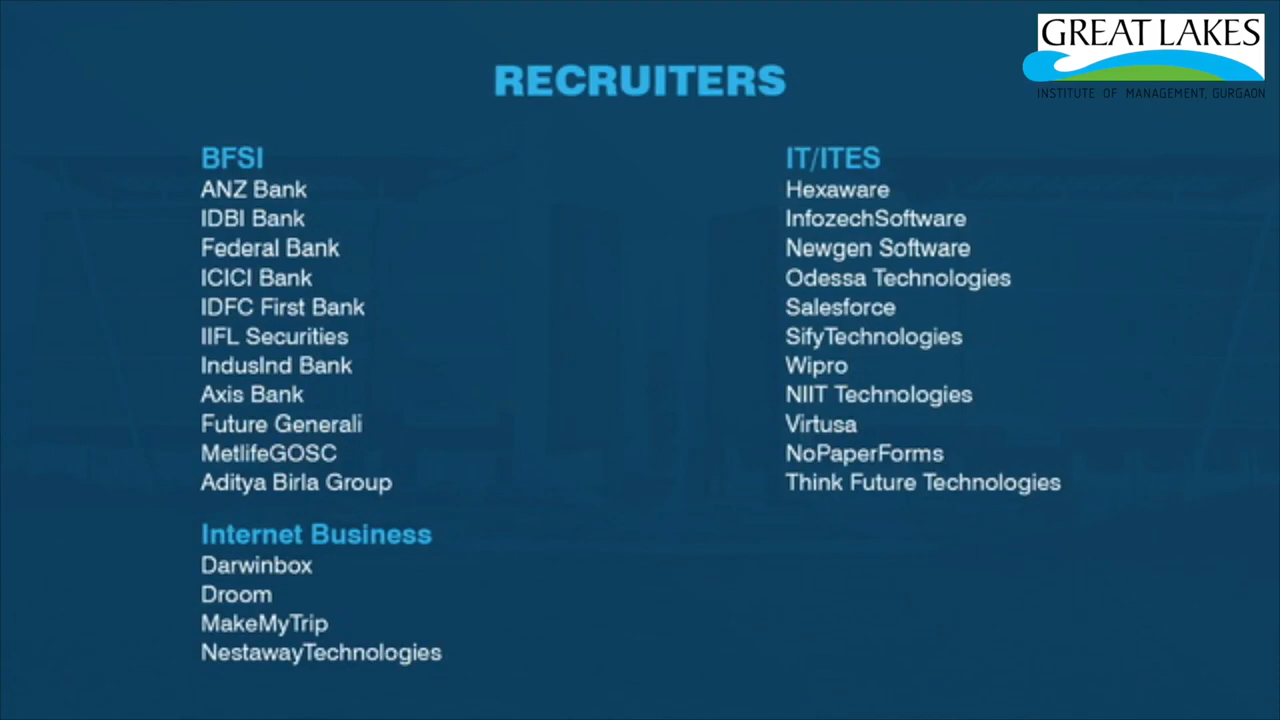 GREAT LAKES
INSTITUTE OF MANAGEMENT, GURGAON
RECRUITERS
BFSI
ANZ Bank
IDBI Bank
Federal Bank
ICICI Bank
IDFC First Bank
IIFL Securities
IndusInd Bank
Axis Bank
Future Generali
MetlifeGOSC
Aditya Birla Group
Internet Business
Darwinbox
Droom
MakeMyTrip
NestawayTechnologies
IT/ITES
Hexaware
InfozechSoftware
Newgen Software
Odessa Technologies
Salesforce
SifyTechnologies
Wipro
NIIT Technologies
Virtusa
NoPaperForms
Think Future Technologies